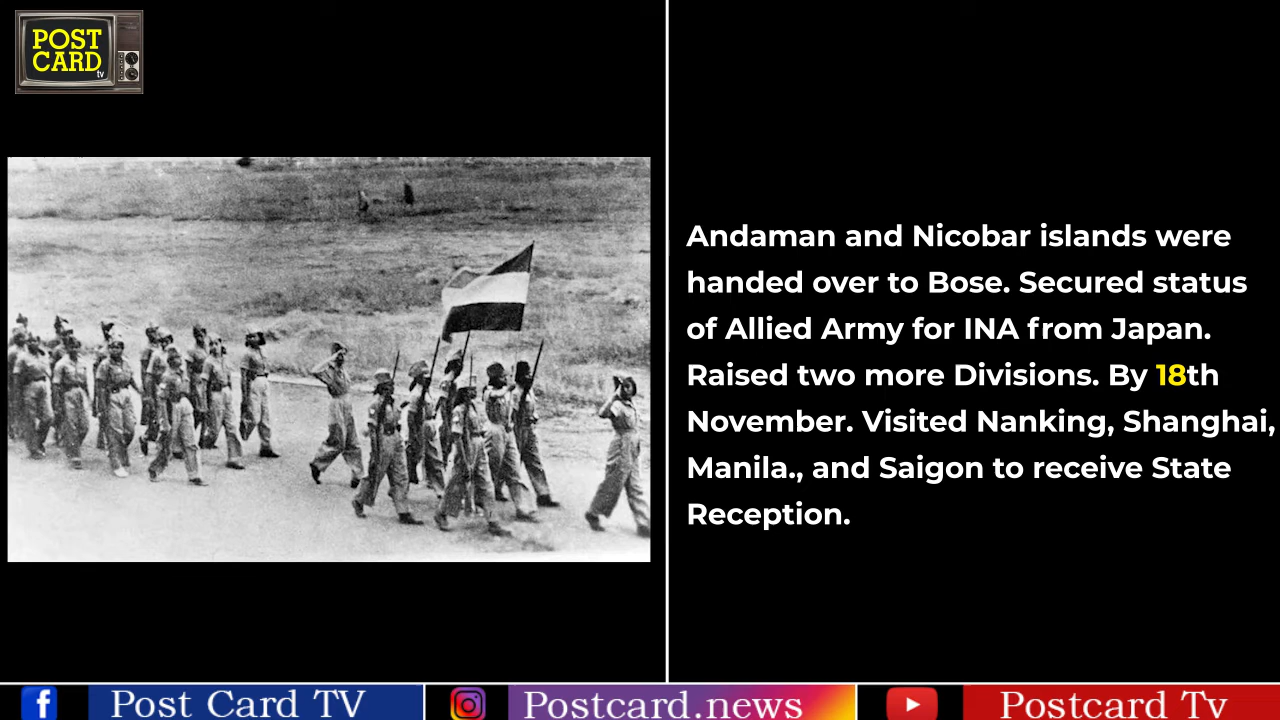 POST
CARD
tv
Andaman and Nicobar islands were
handed over to Bose. Secured status
of Allied Army for INA from Japan.
Raised two more Divisions. By 18th
November. Visited Nanking, Shanghai,
Manila., and Saigon to receive State
Reception.
Post Card TV
Postcard.news
Postcard Tv